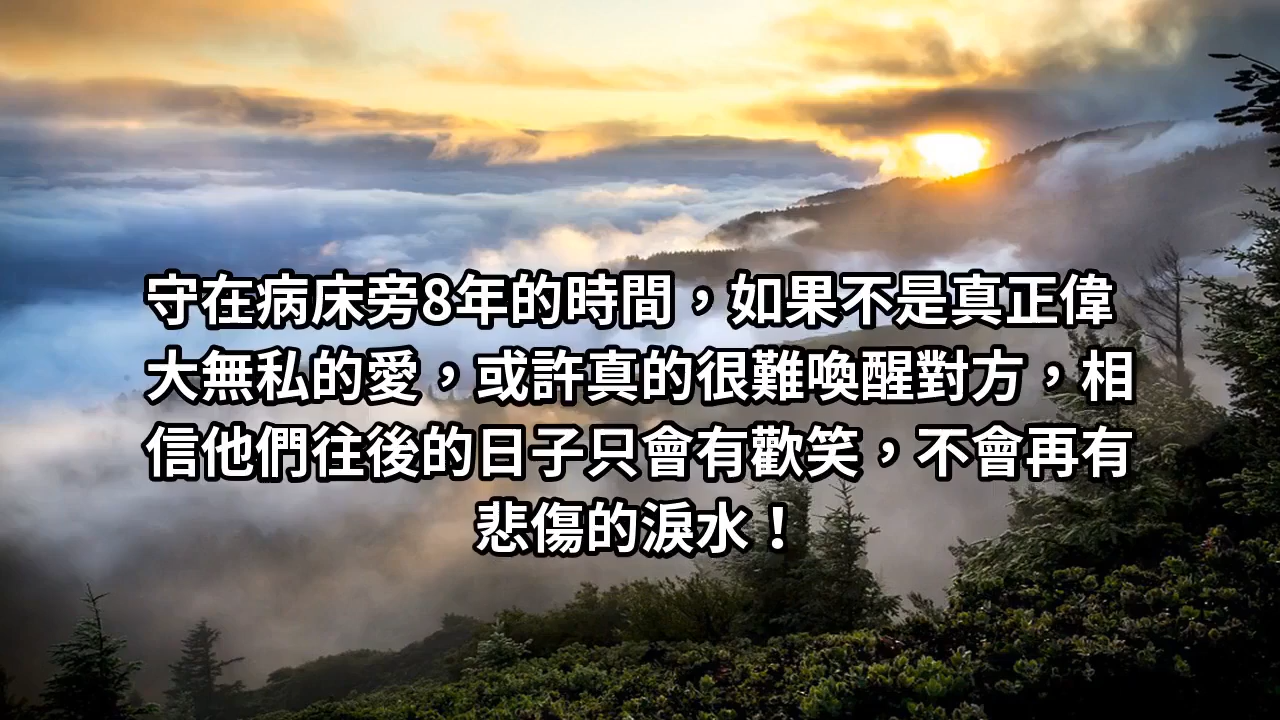 守在病床旁8年的時間，如果不是真正偉
大無私的愛，或許真的很難喚醒對方，相
信他們往後的日子只會有歡笑，不會再有
悲傷的淚水！